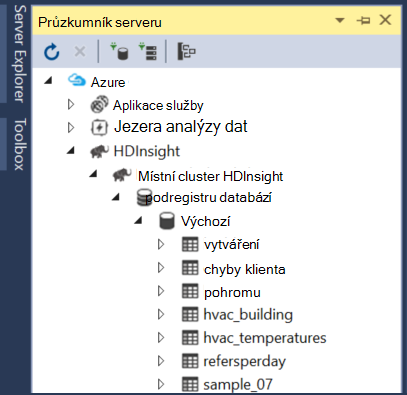 Server Explorer
Toolbox
Průzkumník serveru
Azure
Aplikace služby
Jezera analýzy dat
HDInsight
Místní cluster HDInsight
podregistru databází
Výchozí
vytváření
chyby klienta
pohromu
hvac_building
hvac_temperatures
refersperday
sample_07